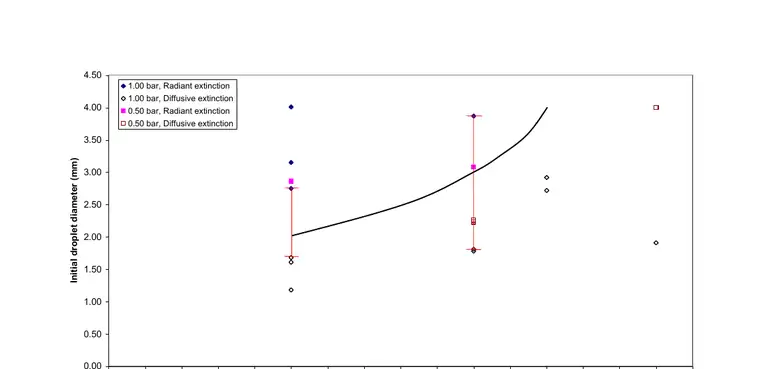 4.50
1.00 bar, Radiant extinction
1.00 bar, Diffusive extinction
0.50 bar, Radiant extinction
0.50 bar, Diffusive extinction
4.00
3.50
3.00
2.50
2.00
1.50
1.00
0.50
0.00
Initial droplet diameter (mm)